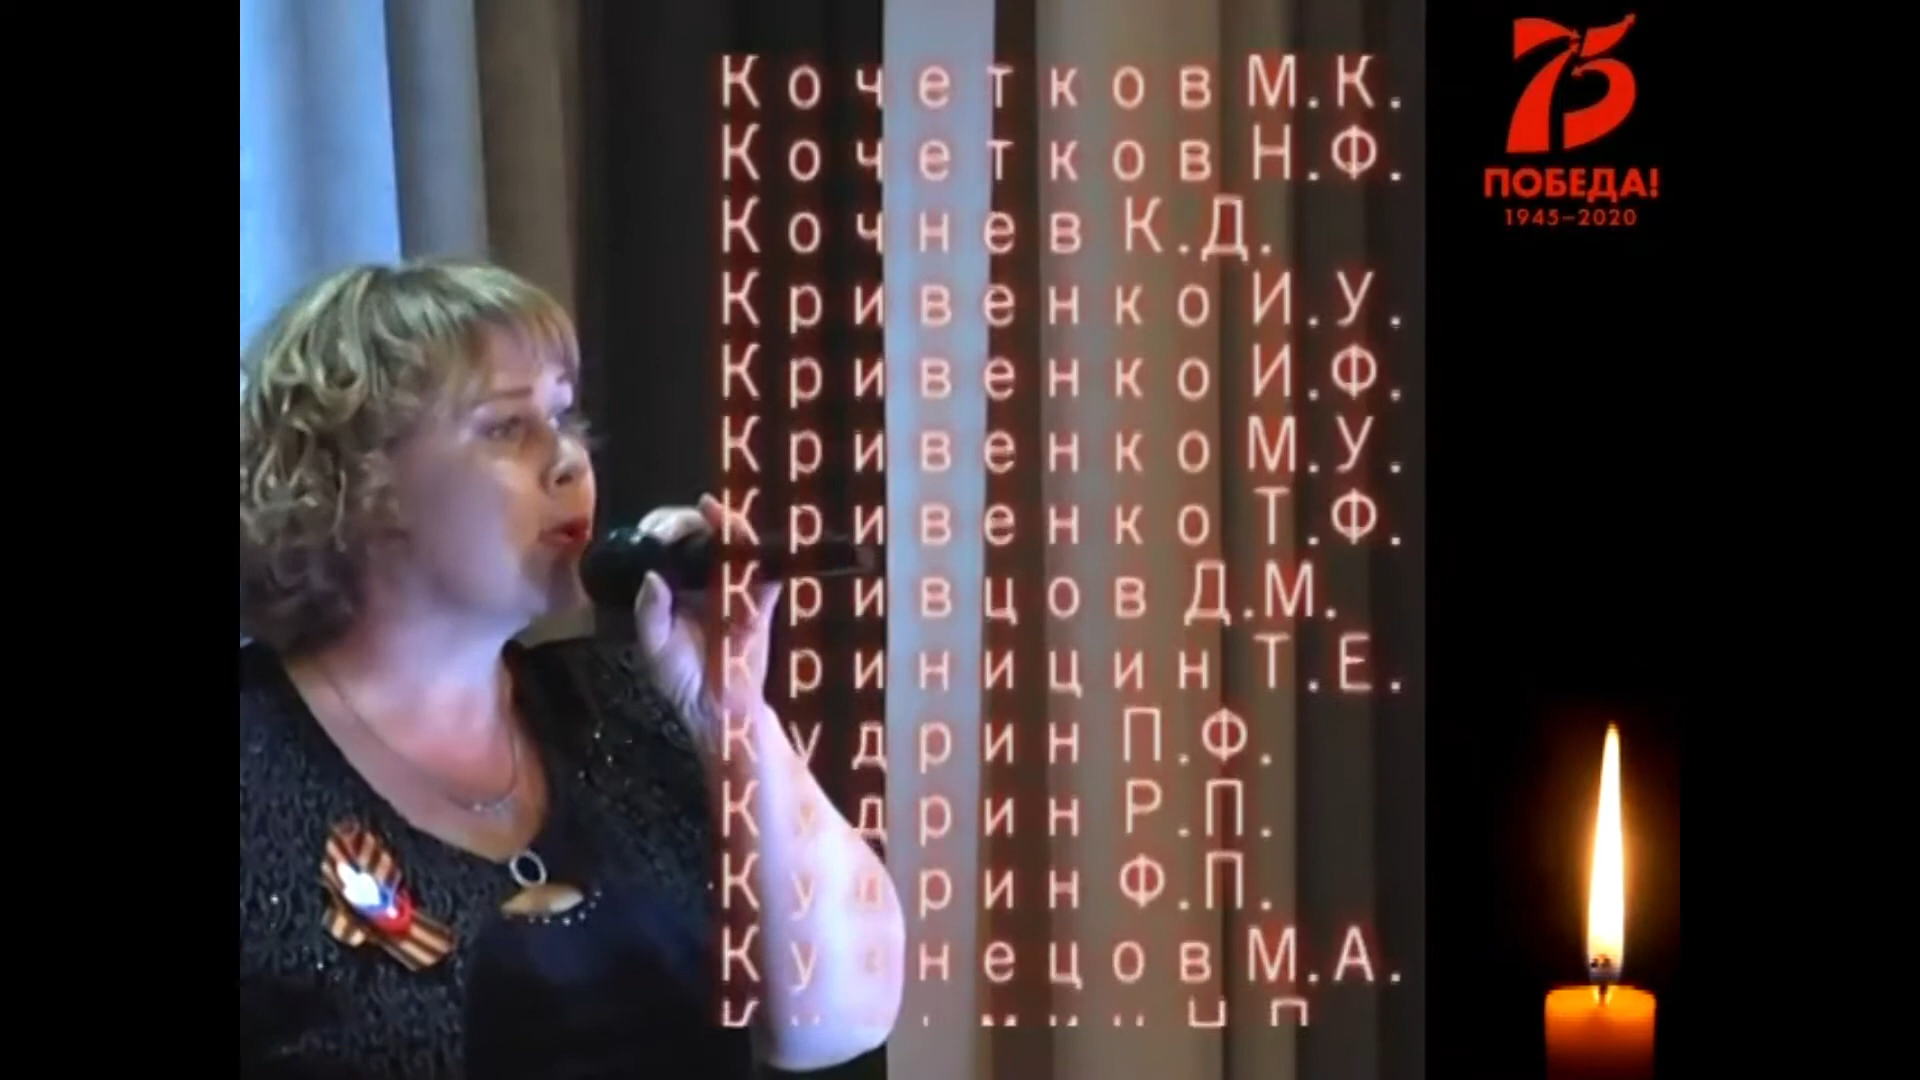 Кочетков М.К.
Кочетков Н.Ф.
Кочнев К.Д.
Кривенко И.У.
Кривенко И.Ф.
Кривенко М.У.
Кривенко Т.Ф.
Кривцов Д.М.
Криницин Т.Е.
Кудрин П.Ф.
Кудрин Р.П.
Кудрин Ф.П.
Кузнецов М.А.
75
ПОБЕДА!
1945–2020